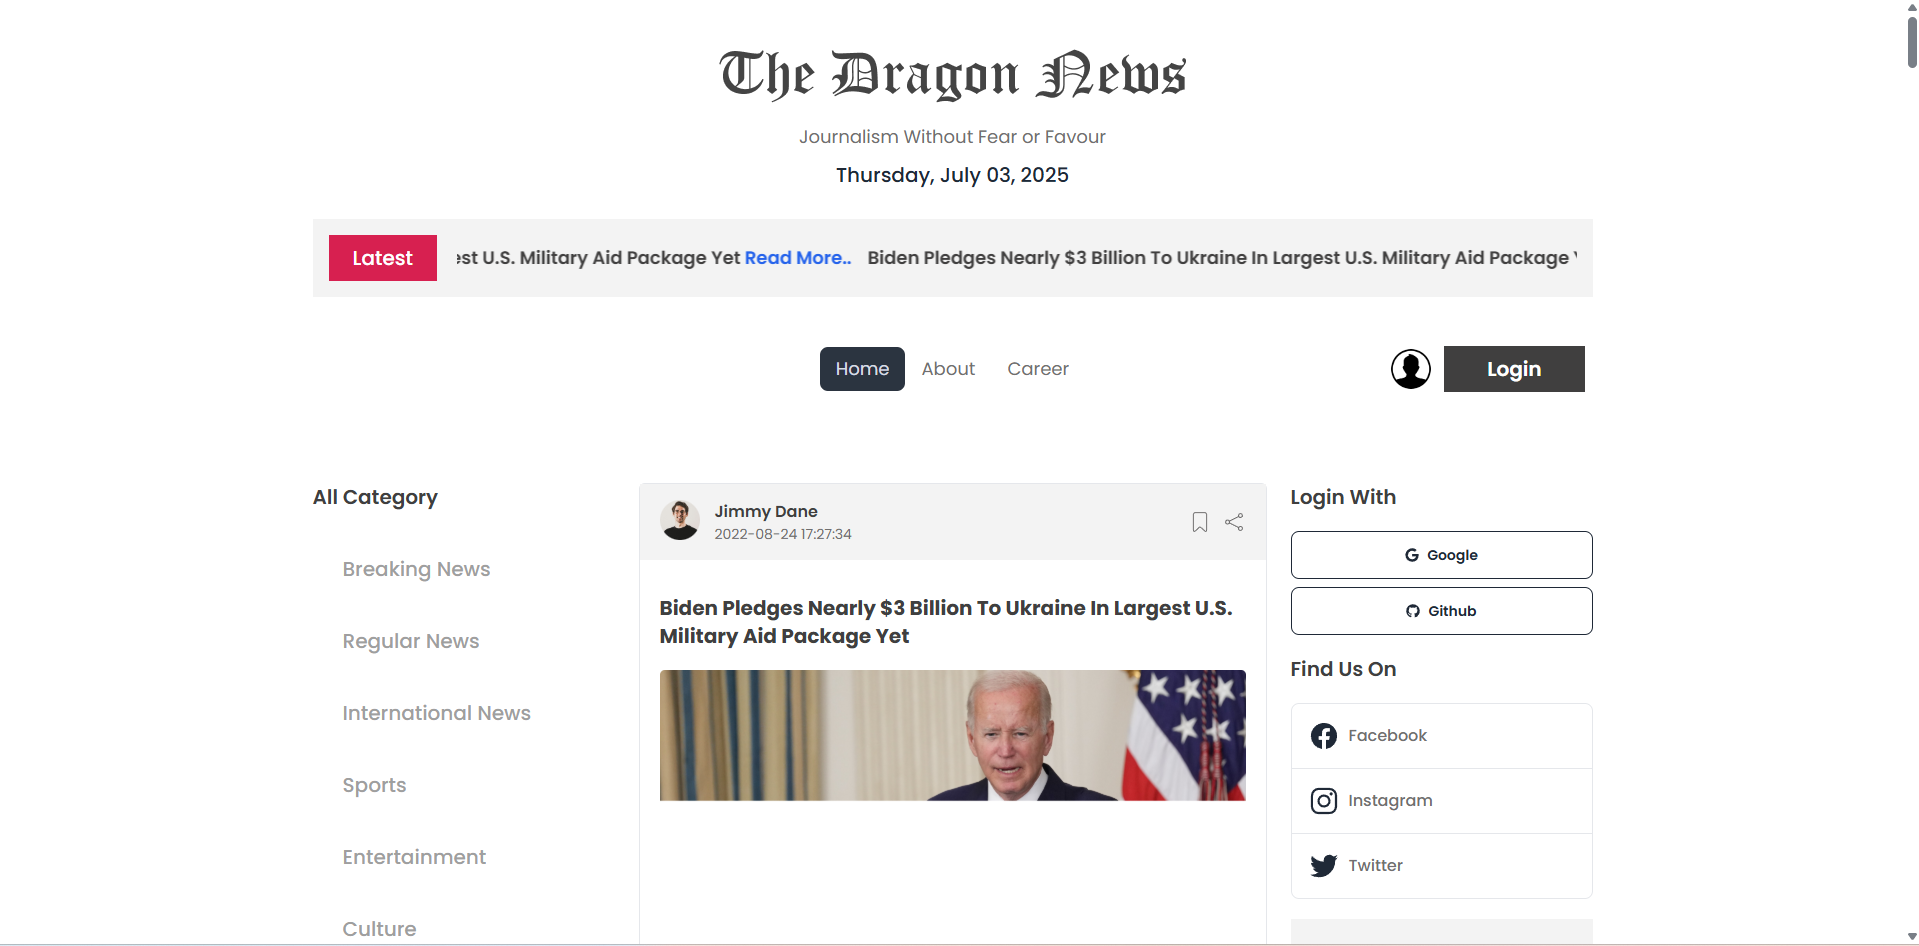 The Dragon News
Journalism Without Fear or Favour
Thursday, July 03, 2025
Latest
est U.S. Military Aid Package Yet Read More.. Biden Pledges Nearly $3 Billion To Ukraine In Largest U.S. Military Aid Package
Home
About
Career
Login
All Category
Breaking News
Regular News
International News
Sports
Entertainment
Culture
Jimmy Dane
2022-08-24 17:27:34
Biden Pledges Nearly $3 Billion To Ukraine In Largest U.S.
Military Aid Package Yet
Login With
Google
Github
Find Us On
Facebook
Instagram
Twitter